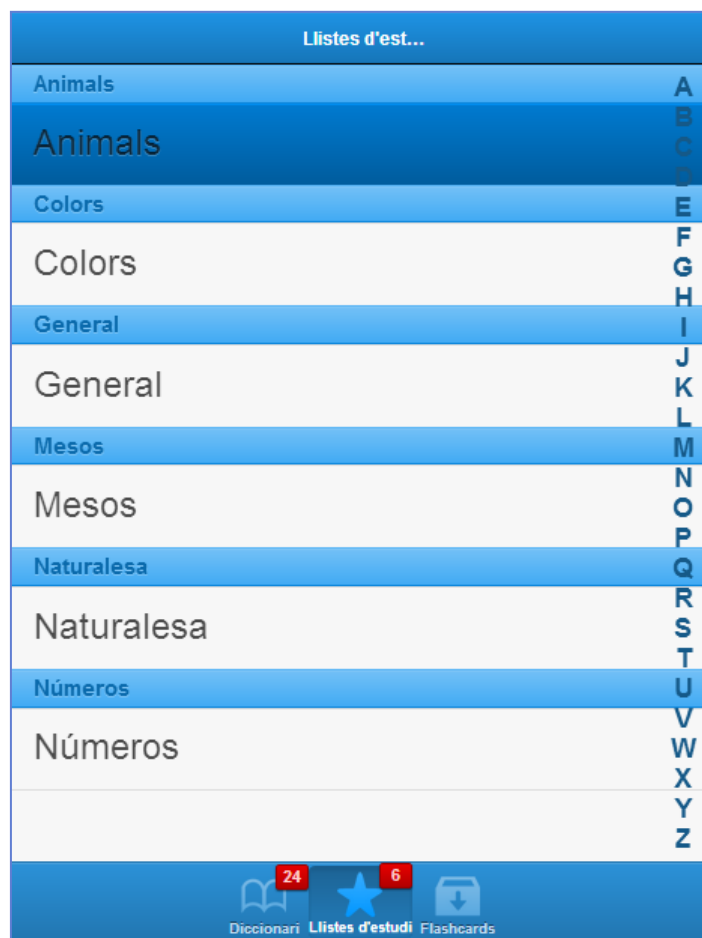 Llistes d'est...
Animals
Animals
Colors
Colors
General
General
Mesos
Mesos
Naturalesa
Naturalesa
Números
Números
A
B
C
D
E
F
G
H
I
J
K
L
M
N
O
P
Q
R
S
T
U
V
W
X
Y
Z
24
6
Diccionari Llistes d'estudi Flashcards